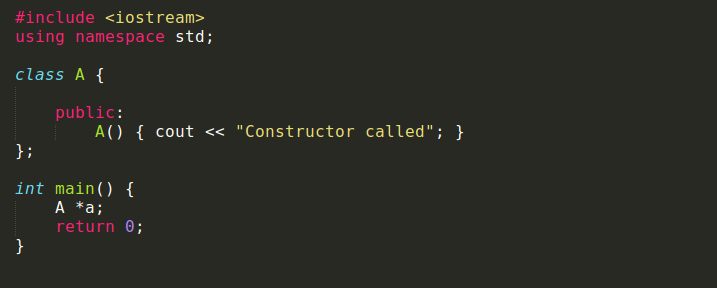 #include <iostream>
using namespace std;
class A {
public:
A() { cout << "Constructor called"; }
};
int main() {
A *a;
return 0;
}